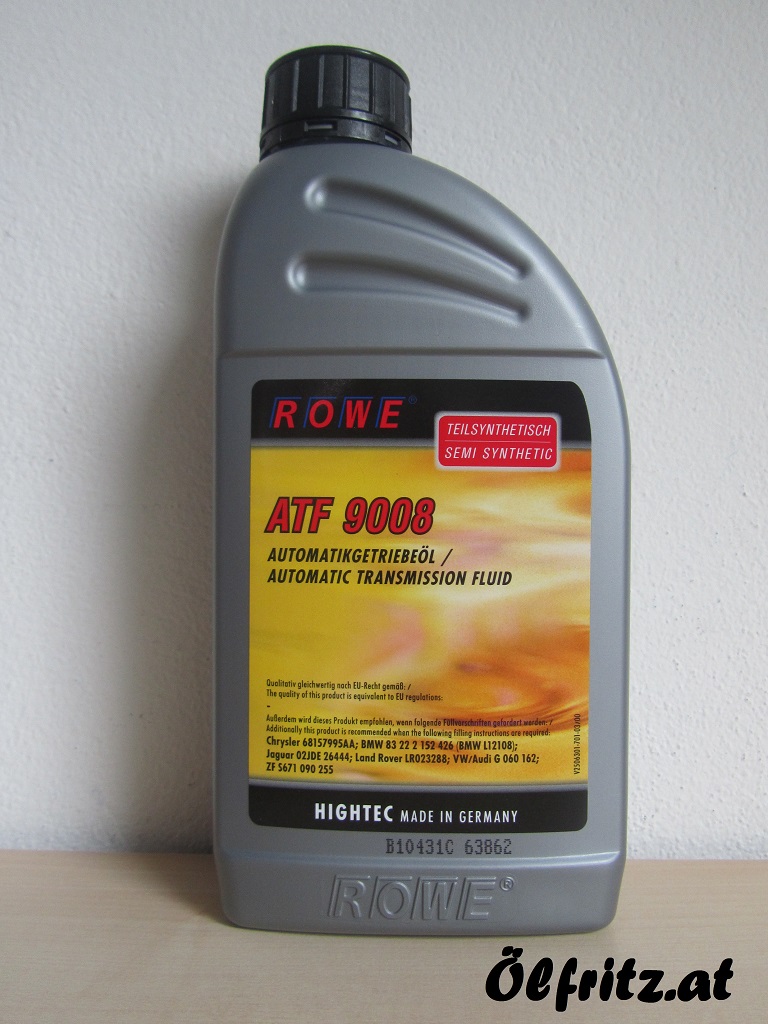 ROWE®
TEILSYNTHETISCH
SEMI SYNTHETIC
ATF 9008
AUTOMATIKGETRIEBEÖL /
AUTOMATIC TRANSMISSION FLUID
Qualitativ gleichwertig nach EU-Recht gemäß: /
The quality of this product is equivalent to EU regulations:
-
Außerdem wird dieses Produkt empfohlen, wenn folgende Füllvorschriften gefordert werden: /
Additionally this product is recommended when the following filling instructions are required:
Chrysler 68157995AA; BMW 83 22 2 152 426 (BMW L12108);
Jaguar 02JDE 26444; Land Rover LR023288; VW/Audi G 060 162;
ZF S671 090 255
V2506301-701-03/00
HIGHTEC MADE IN GERMANY
B10431C 63862
ROWE®
Ölfritz.at